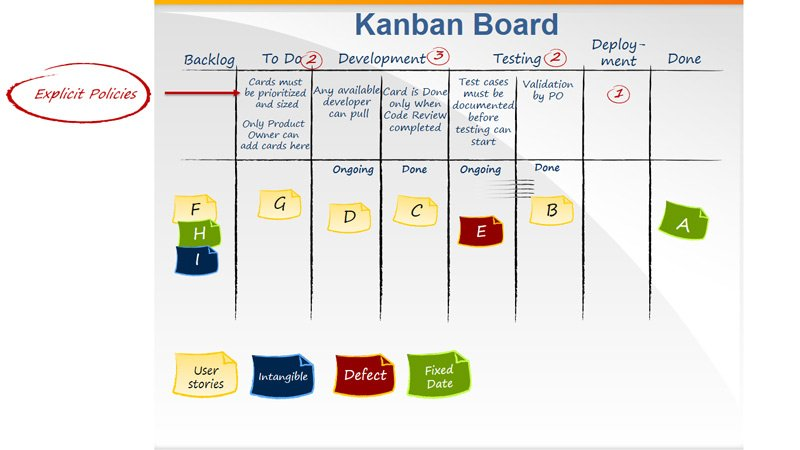 Kanban Board
Backlog
To Do
2
Development
3
Testing
2
Deploy-
ment
Done
Explicit Policies
Cards must
be prioritized
and sized
Only Product
Owner can
add cards here
Any available
developer
can pull
Card is Done
only when
Code Review
completed
Test cases
must be
documented
before
testing can
start
Validation
by PO
1
Ongoing
Done
Ongoing
Done
F
H
I
G
D
C
E
B
A
User
stories
Intangible
Defect
Fixed
Date